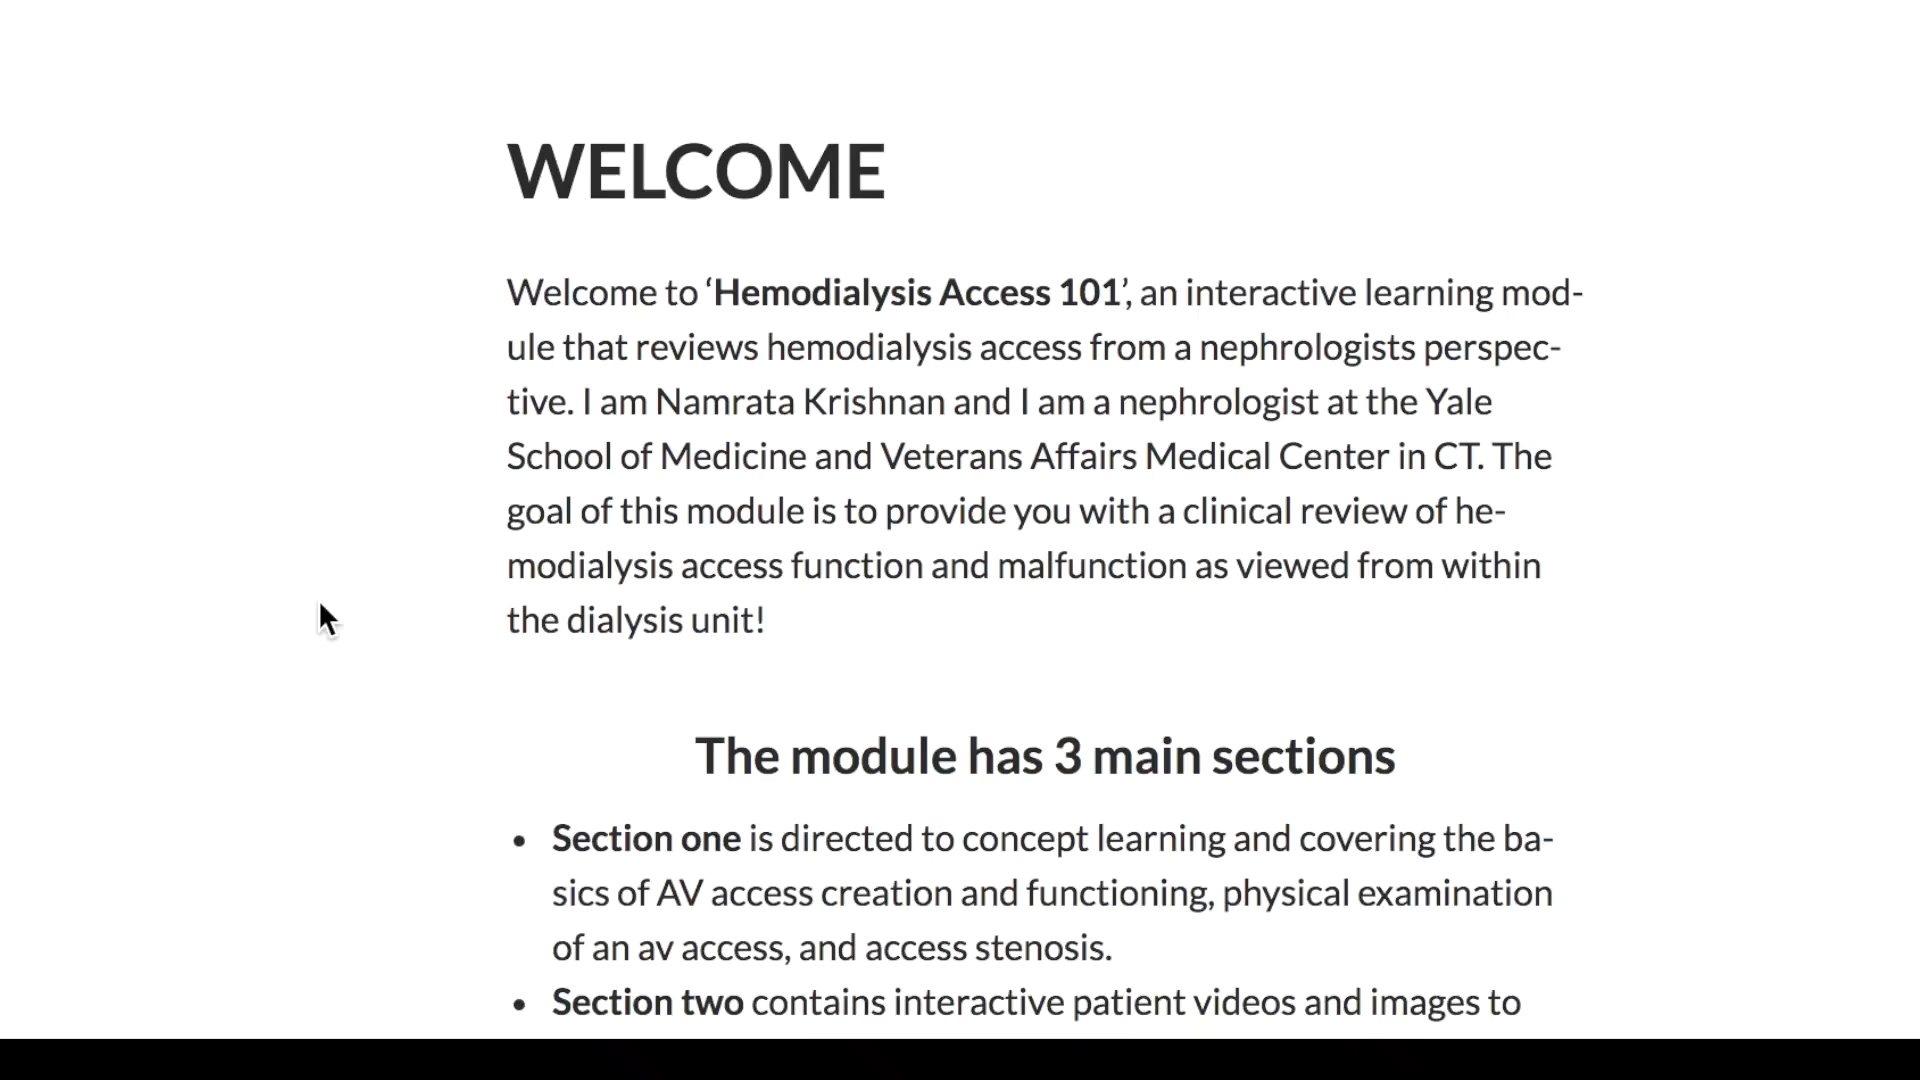 WELCOME
Welcome to ‘Hemodialysis Access 101’, an interactive learning mod-
ule that reviews hemodialysis access from a nephrologists perspec-
tive. I am Namrata Krishnan and I am a nephrologist at the Yale
School of Medicine and Veterans Affairs Medical Center in CT. The
goal of this module is to provide you with a clinical review of he-
modialysis access function and malfunction as viewed from within
the dialysis unit!
The module has 3 main sections
• Section one is directed to concept learning and covering the ba-
sics of AV access creation and functioning, physical examination
of an av access, and access stenosis.
• Section two contains interactive patient videos and images to